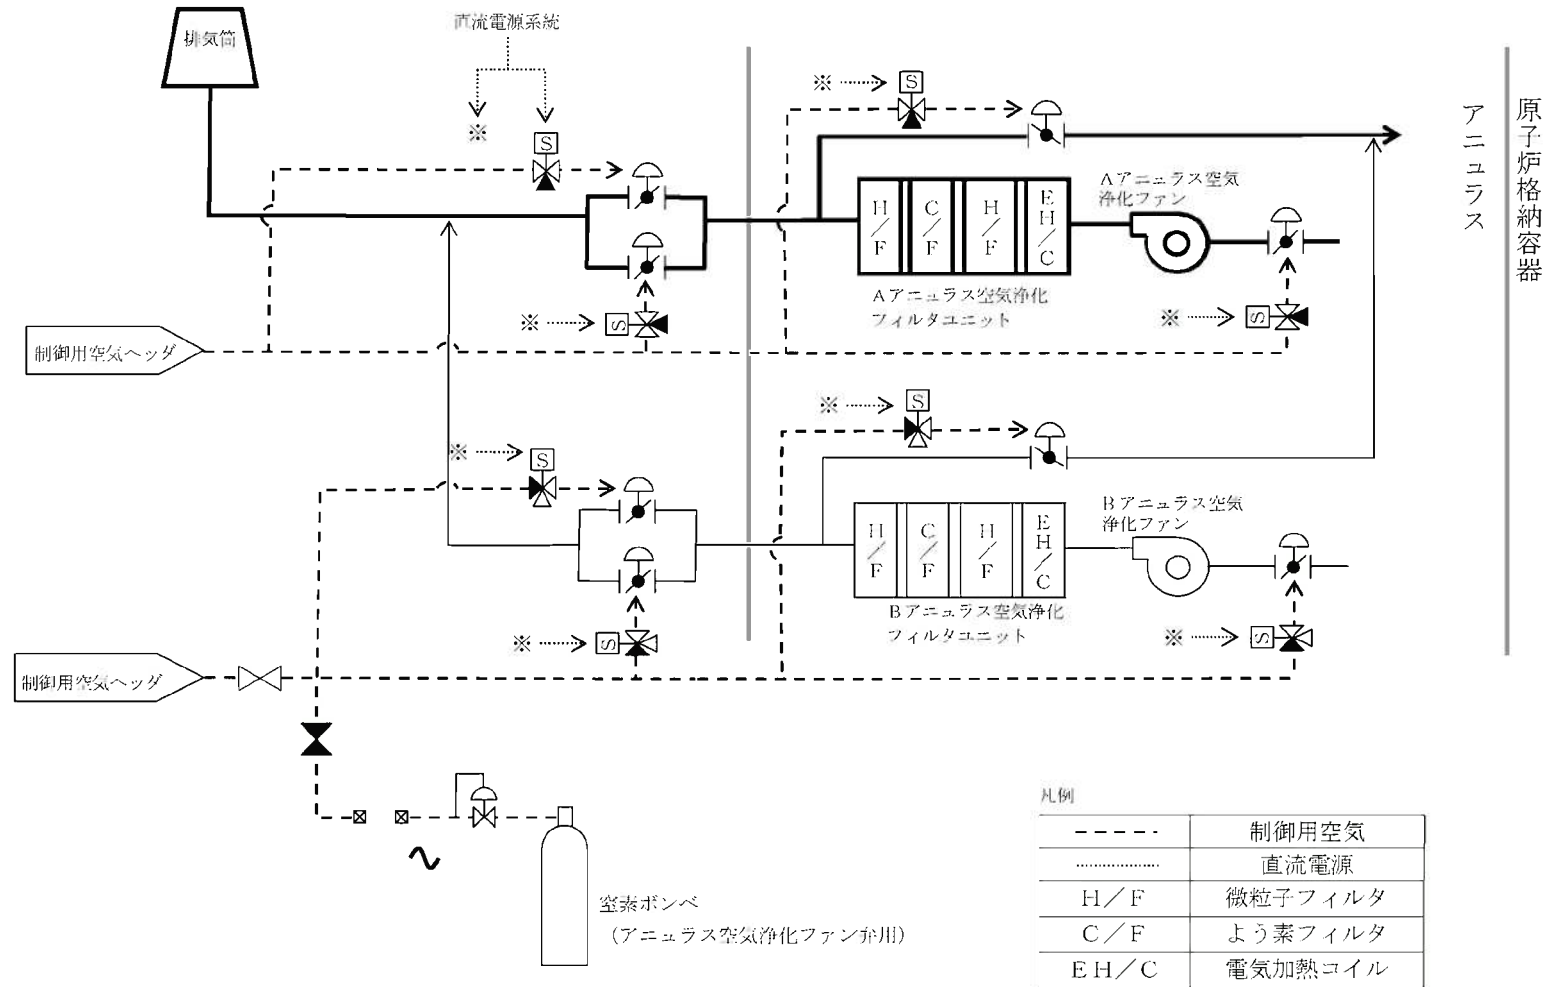 直流電源系統
排気筒
※
S
※
S
原子炉格納容器
アニュラス
Aアニュラス空気
浄化ファン
H/F
C/F
H/F
EH/C
Aアニュラス空気浄化
フィルタユニット
※
S
※
S
制御用空気ヘッダ
※
S
※
S
Bアニュラス空気
浄化ファン
H/F
C/F
H/F
EH/C
Bアニュラス空気浄化
フィルタユニット
※
S
※
S
制御用空気ヘッダ
窒素ボンベ
(アニュラス空気浄化ファン弁用)
凡例
制御用空気
直流電源
H/F 微粒子フィルタ
C/F よう素フィルタ
EH/C 電気加熱コイル